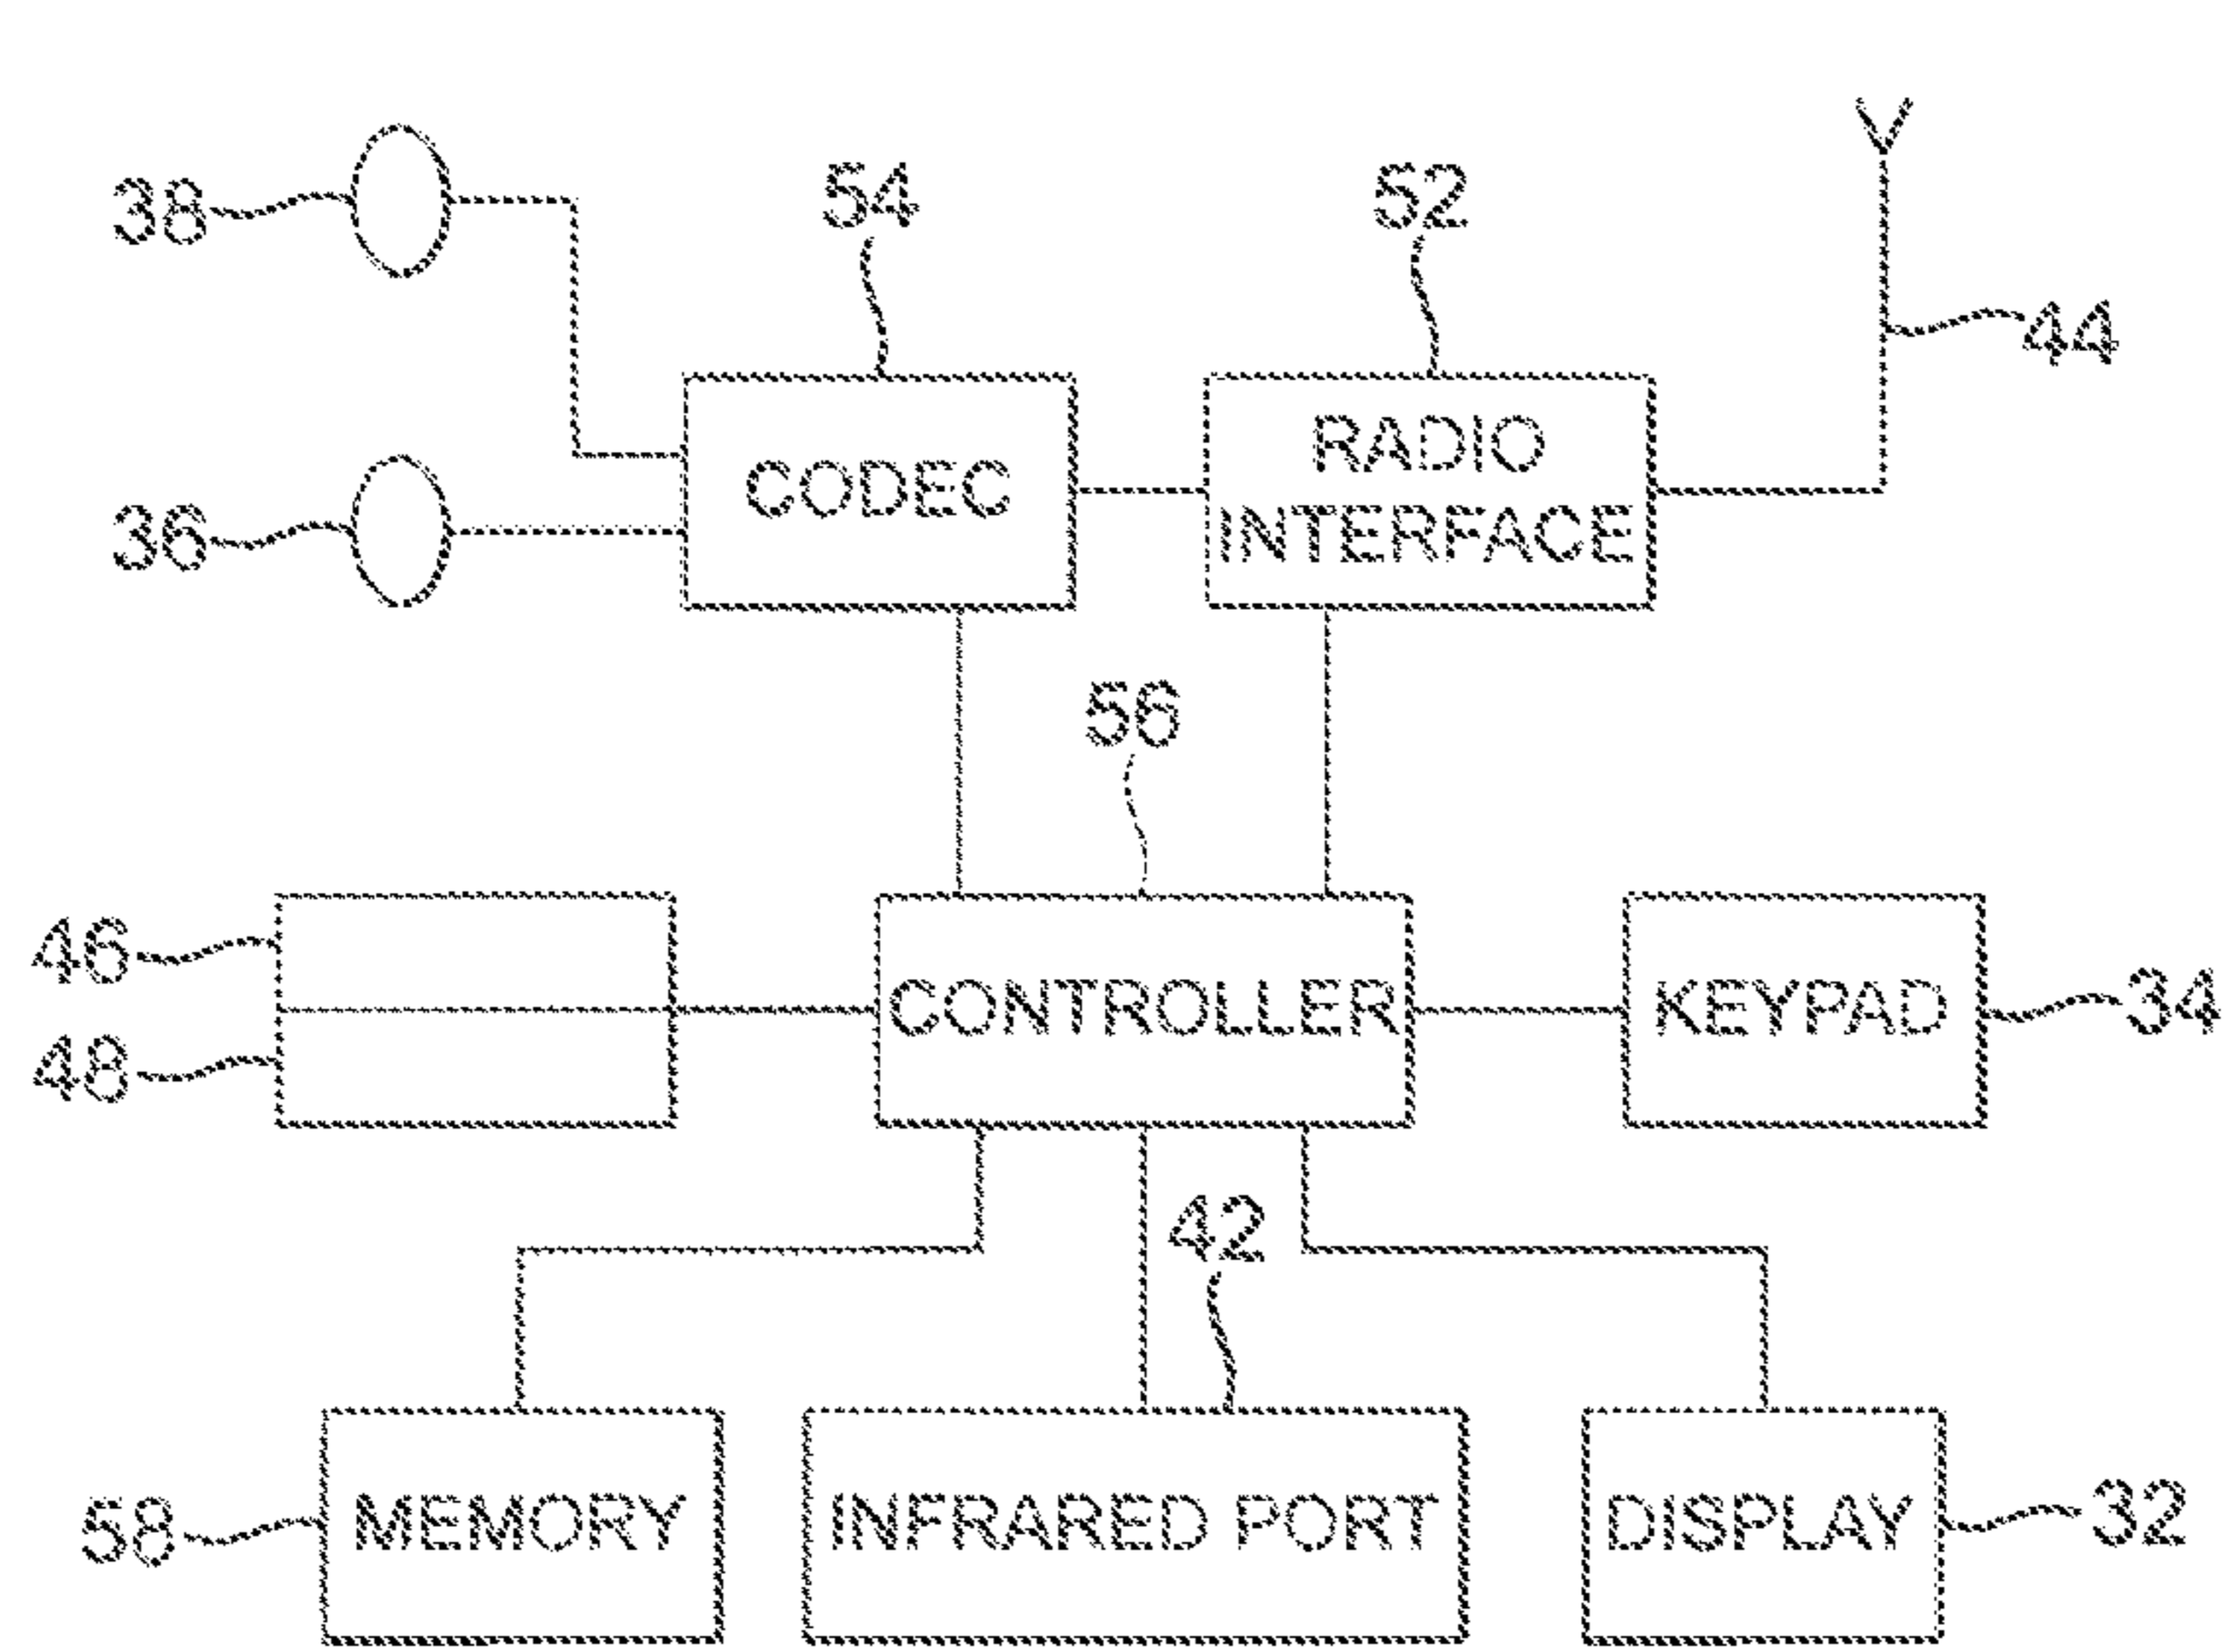 38
54
52
44
CODEC
RADIO
INTERFACE
36
56
46
48
CONTROLLER
KEYPAD
34
42
58
MEMORY
INFRARED PORT
DISPLAY
32